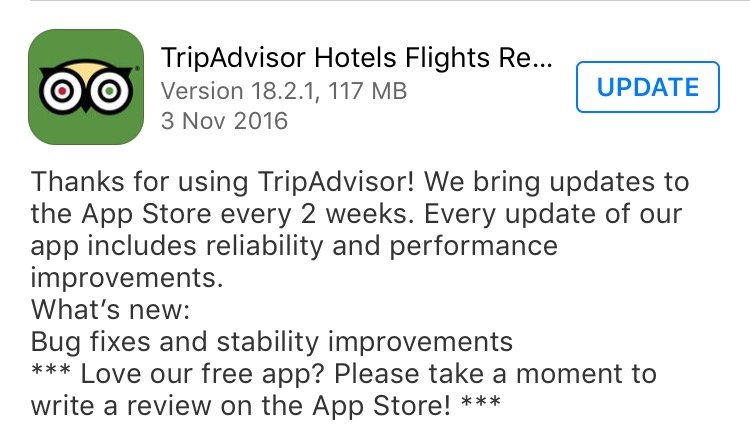 TripAdvisor Hotels Flights Re...
Version 18.2.1, 117 MB
3 Nov 2016
UPDATE
Thanks for using TripAdvisor! We bring updates to
the App Store every 2 weeks. Every update of our
app includes reliability and performance
improvements.
What’s new:
Bug fixes and stability improvements
*** Love our free app? Please take a moment to
write a review on the App Store! ***